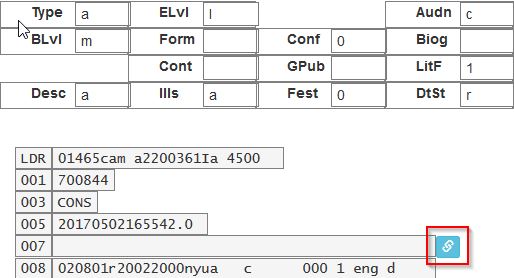 Type a ELvl I Audn c
BLvl m Form Conf 0 Biog
Cont GPub LitF 1
Desc a Ills a Fest 0 DtSt r
LDR 01465cam a2200361Ia 4500
001 700844
003 CONS
005 20170502165542.0
007
008 020801r20022000nyua c 000 1 eng d